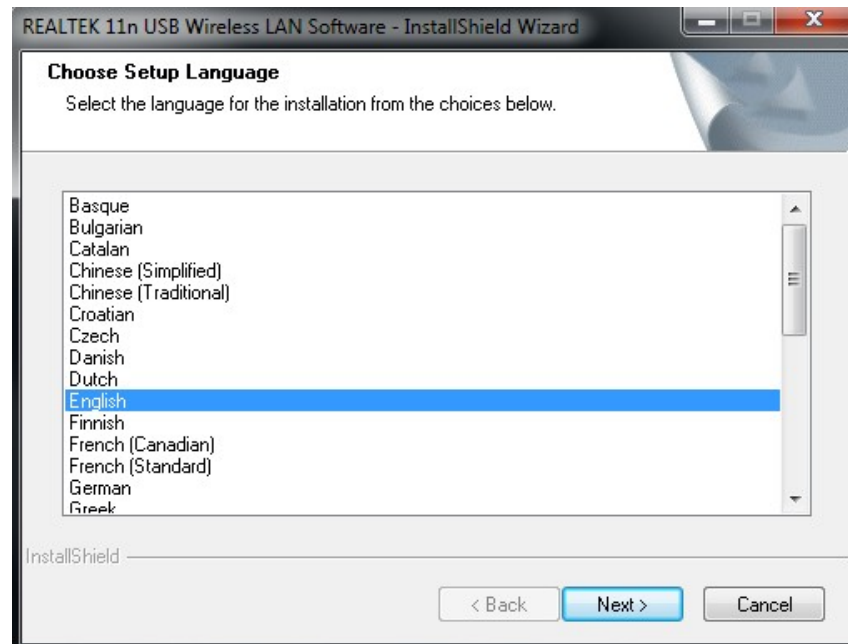 REALTEK 11n USB Wireless LAN Software - InstallShield Wizard
Choose Setup Language
Select the language for the installation from the choices below.
Basque
Bulgarian
Catalan
Chinese (Simplified)
Chinese (Traditional)
Croatian
Czech
Danish
Dutch
English
Finnish
French (Canadian)
French (Standard)
German
Greek
InstallShield
< Back Next > Cancel